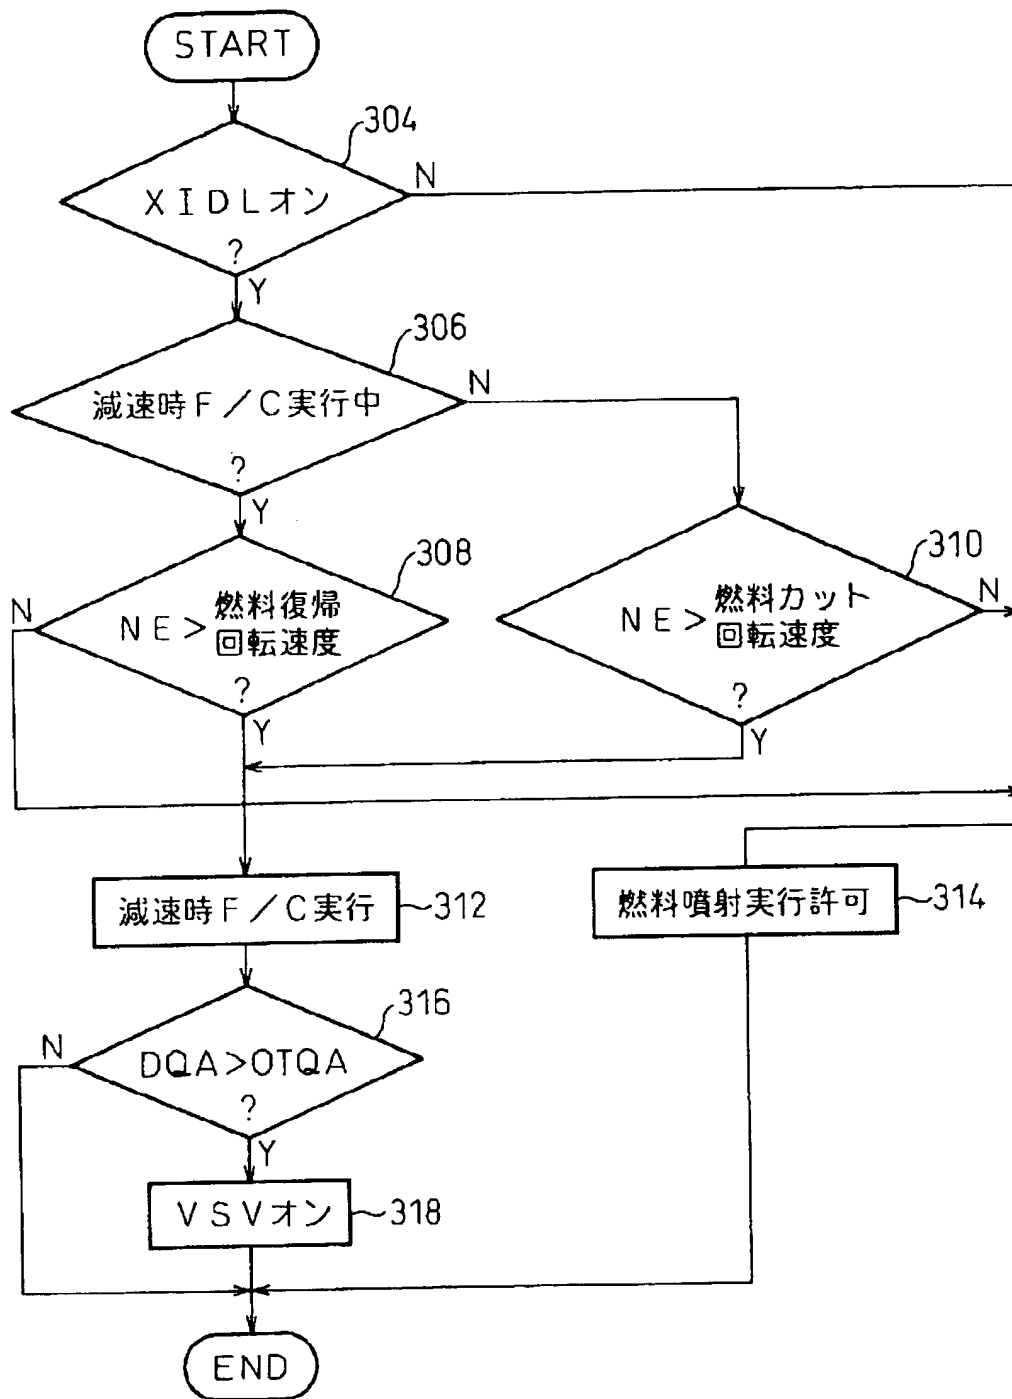 START
304
XIDLオン
?
N
Y
306
減速時F/C実行中
?
N
Y
308
NE>燃料復帰
回転速度
?
N
Y
310
NE>燃料カット
回転速度
?
N
Y
減速時F/C実行
312
燃料噴射実行許可
314
316
DQA>OTQA
?
N
Y
VSVオン
318
END